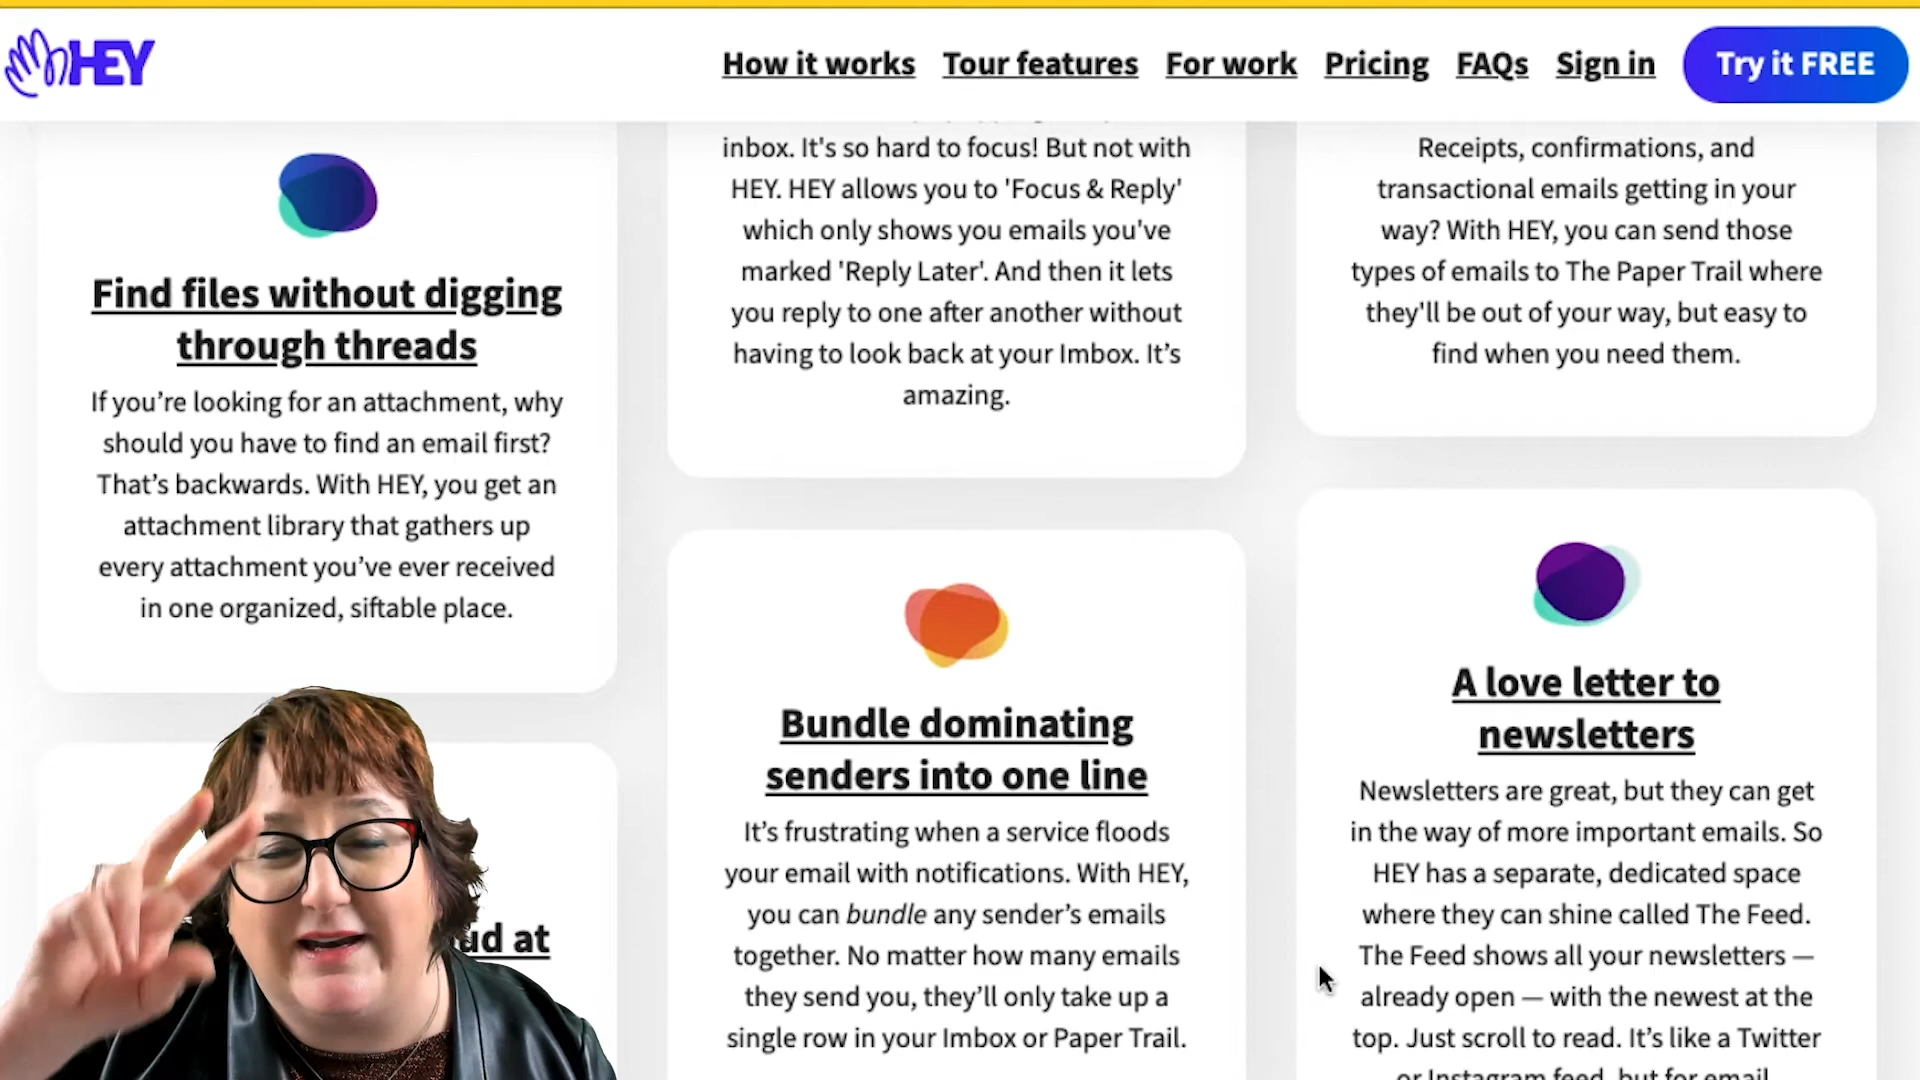 HEY
How it works Tour features For work Pricing FAQs Sign in Try it FREE
Find files without digging
through threads
If you’re looking for an attachment, why
should you have to find an email first?
That’s backwards. With HEY, you get an
attachment library that gathers up
every attachment you’ve ever received
in one organized, siftable place.
ud at
inbox. It's so hard to focus! But not with
HEY. HEY allows you to 'Focus & Reply'
which only shows you emails you've
marked 'Reply Later'. And then it lets
you reply to one after another without
having to look back at your Imbox. It’s
amazing.
Bundle dominating
senders into one line
It’s frustrating when a service floods
your email with notifications. With HEY,
you can bundle any sender’s emails
together. No matter how many emails
they send you, they’ll only take up a
single row in your Imbox or Paper Trail.
Receipts, confirmations, and
transactional emails getting in your
way? With HEY, you can send those
types of emails to The Paper Trail where
they'll be out of your way, but easy to
find when you need them.
A love letter to
newsletters
Newsletters are great, but they can get
in the way of more important emails. So
HEY has a separate, dedicated space
where they can shine called The Feed.
The Feed shows all your newsletters —
already open — with the newest at the
top. Just scroll to read. It’s like a Twitter
or Instagram feed, but for email